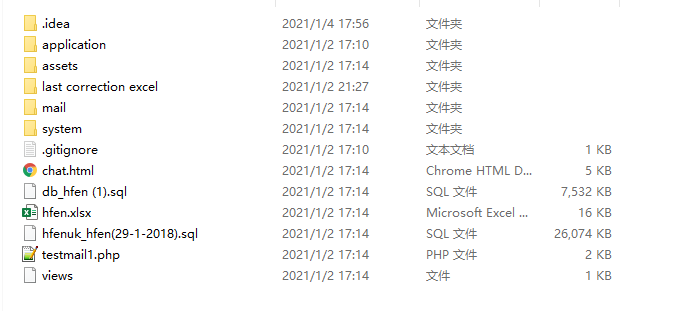 .idea 2021/1/4 17:56 文件夹
application 2021/1/2 17:10 文件夹
assets 2021/1/2 17:14 文件夹
last correction excel 2021/1/2 21:27 文件夹
mail 2021/1/2 17:14 文件夹
system 2021/1/2 17:14 文件夹
.gitignore 2021/1/2 17:10 文本文档 1 KB
chat.html 2021/1/2 17:14 Chrome HTML D... 5 KB
db_hfen (1).sql 2021/1/2 17:14 SQL 文件 7,532 KB
hfen.xlsx 2021/1/2 17:14 Microsoft Excel ... 16 KB
hfenuk_hfen(29-1-2018).sql 2021/1/2 17:14 SQL 文件 26,074 KB
testmail1.php 2021/1/2 17:14 PHP 文件 2 KB
views 2021/1/2 17:14 文件 1 KB